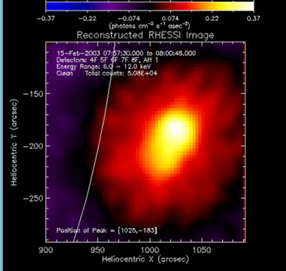 -0.37 -0.22 -0.074 0.074 0.22 0.37
(photons cm⁻² s⁻¹ asec⁻²)
Reconstructed RHESSI Image
15-Feb-2003 07:57:30.000 to 08:00:48.000
Detectors: 4F 5F 6F 7F 8F, Att 1
Energy Range: 6.0 - 12.0 keV
Clean Total counts: 5.08E+04
-150
-200
-250
Heliocentric Y (arcsec)
Position of Peak = [1025,-183]
900 950 1000 1050
Heliocentric X (arcsec)